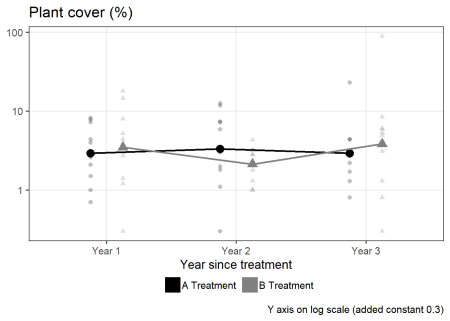 Plant cover (%)
100
10
1
Year 1 Year 2 Year 3
Year since treatment
A Treatment B Treatment
Y axis on log scale (added constant 0.3)